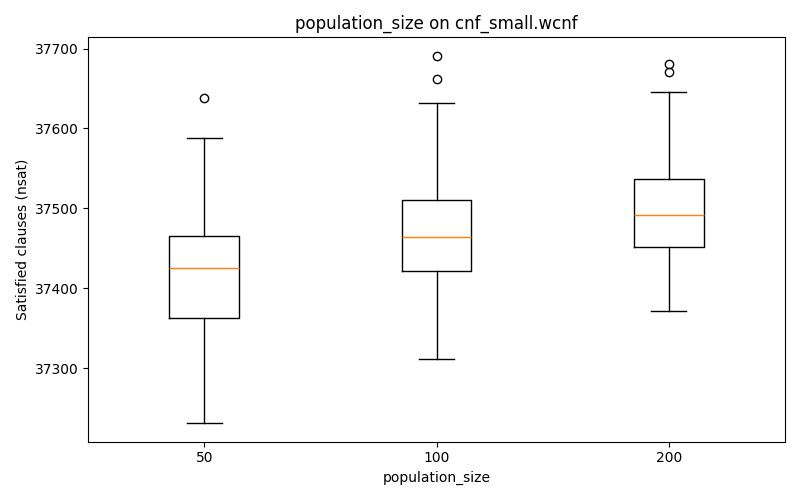 population_size on cnf_small.wcnf
Satisfied clauses (nsat)
37700
37600
37500
37400
37300
50 100 200
population_size